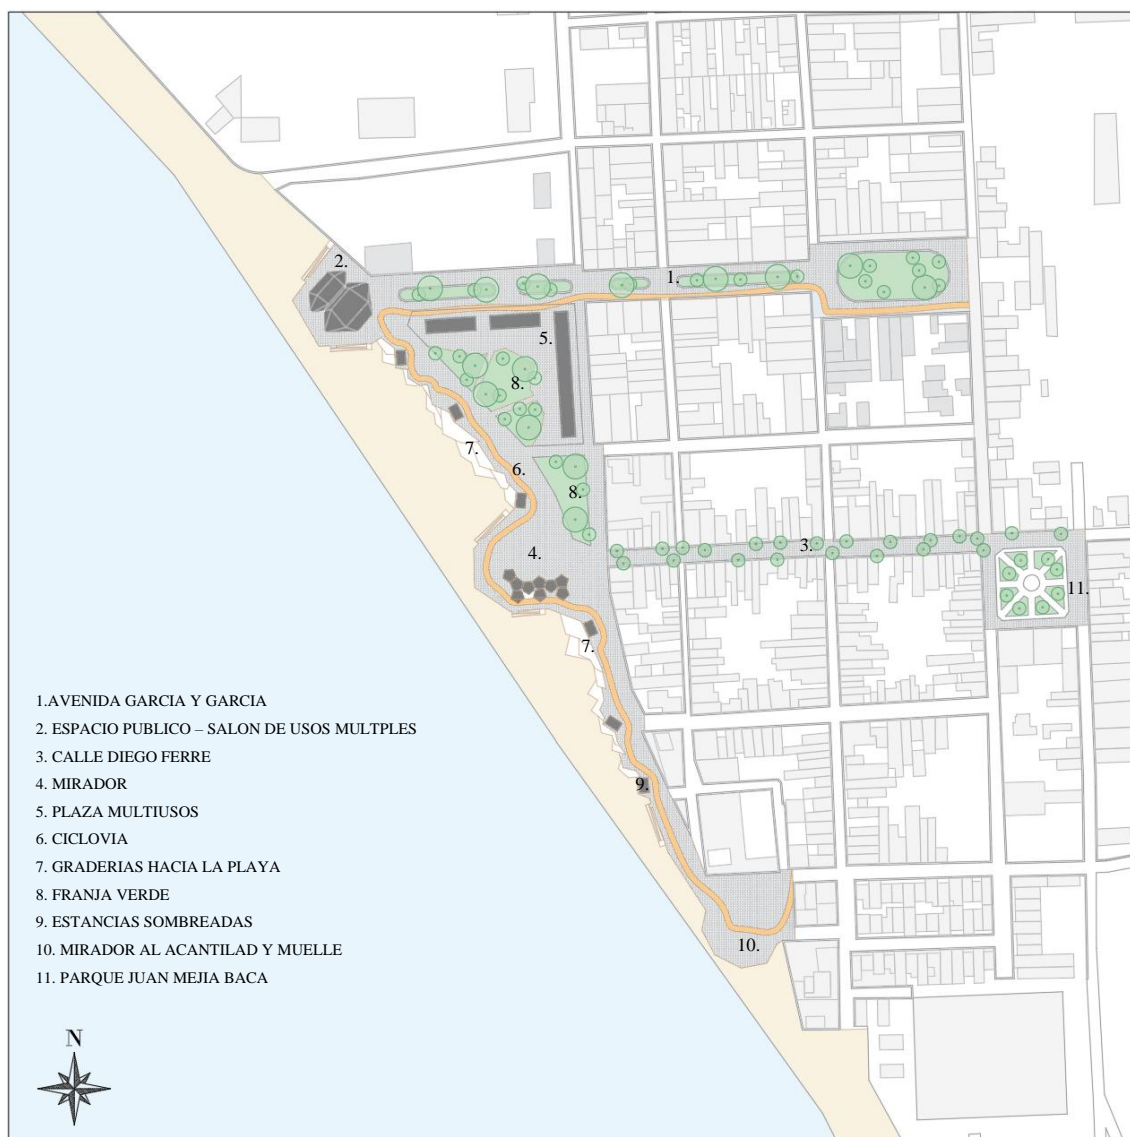 2.
1.
5.
8.
7.
6.
8.
4.
3.
11.
7.
9.
10.
1.AVENIDA GARCIA Y GARCIA
2. ESPACIO PUBLICO – SALON DE USOS MULTPLES
3. CALLE DIEGO FERRE
4. MIRADOR
5. PLAZA MULTIUSOS
6. CICLOVIA
7. GRADERIAS HACIA LA PLAYA
8. FRANJA VERDE
9. ESTANCIAS SOMBREADAS
10. MIRADOR AL ACANTILAD Y MUELLE
11. PARQUE JUAN MEJIA BACA
N